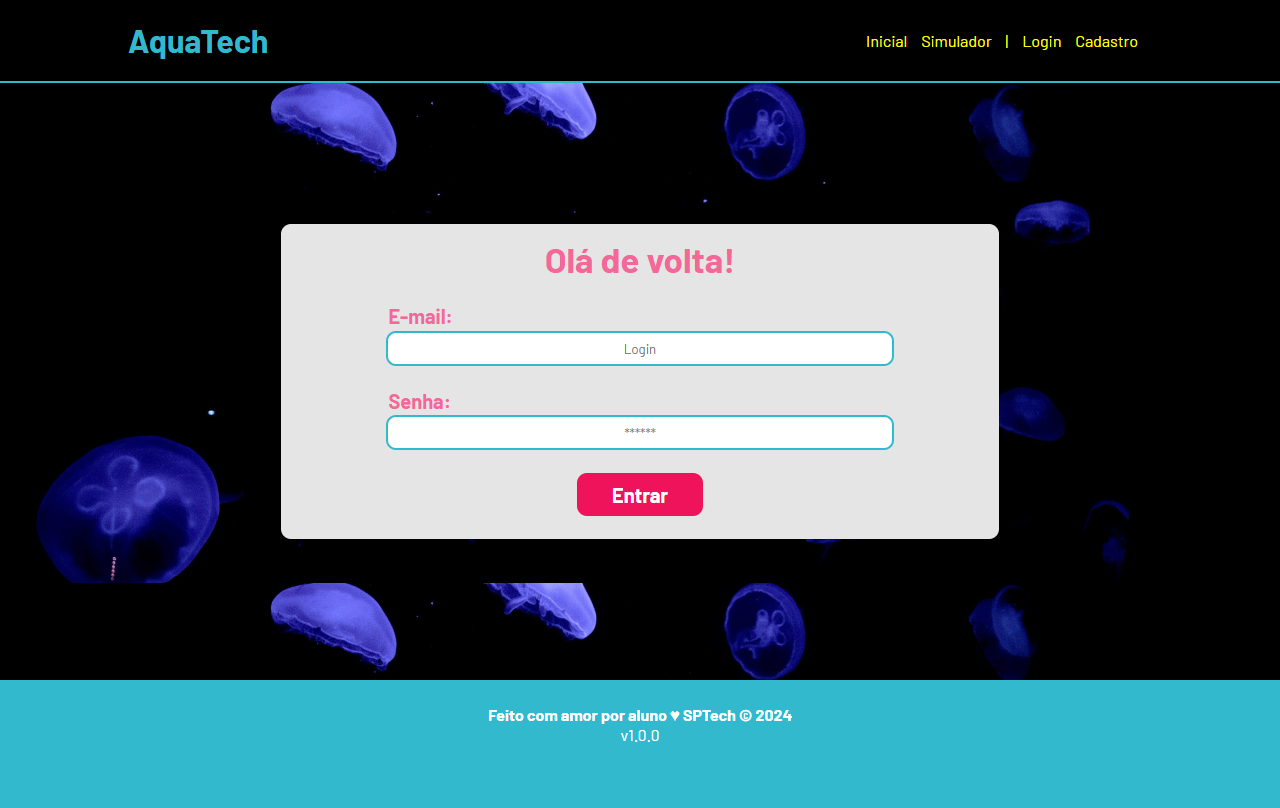 AquaTech
Inicial Simulador | Login Cadastro
Olá de volta!
E-mail:
Login
Senha:
******
Entrar
Feito com amor por aluno ♥ SPTech © 2024
v1.0.0